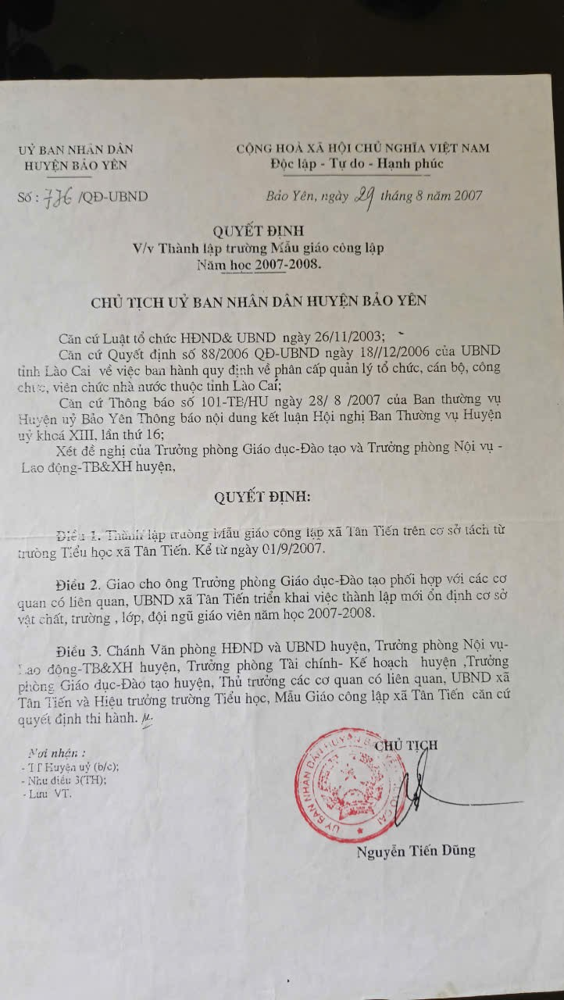 UỶ BAN NHÂN DÂN
HUYỆN BẢO YÊN
CỘNG HOÀ XÃ HỘI CHỦ NGHĨA VIỆT NAM
Độc lập - Tự do - Hạnh phúc
Số : 776 /QĐ-UBND
Bảo Yên, ngày 29 tháng 8 năm 2007
QUYẾT ĐỊNH
V/v Thành lập trường Mẫu giáo công lập
Năm học 2007-2008.
CHỦ TỊCH UỶ BAN NHÂN DÂN HUYỆN BẢO YÊN
Căn cứ Luật tổ chức HĐND& UBND ngày 26/11/2003;
Căn cứ Quyết định số 88/2006 QĐ-UBND ngày 18//12/2006 của UBND
tỉnh Lào Cai về việc ban hành quy định về phân cấp quản lý tổ chức, cán bộ, công
chức, viên chức nhà nước thuộc tỉnh Lào Cai;
Căn cứ Thông báo số 101-TB/HU ngày 28/ 8 /2007 của Ban thường vụ
Huyện uỷ Bảo Yên Thông báo nội dung kết luận Hội nghị Ban Thường vụ Huyện
uỷ khoá XIII, lần thứ 16;
Xét đề nghị của Trưởng phòng Giáo dục-Đào tạo và Trưởng phòng Nội vụ -
Lao động-TB&XH huyện,
QUYẾT ĐỊNH:
Điều 1. Thành lập trường Mẫu giáo công lập xã Tân Tiến trên cơ sở tách từ
trường Tiểu học xã Tân Tiến. Kể từ ngày 01/9/2007.
Điều 2. Giao cho ông Trưởng phòng Giáo dục-Đào tạo phối hợp với các cơ
quan có liên quan, UBND xã Tân Tiến triển khai việc thành lập mới ổn định cơ sở
vật chất, trường , lớp, đội ngũ giáo viên năm học 2007-2008.
Điều 3. Chánh Văn phòng HĐND và UBND huyện, Trưởng phòng Nội vụ-
Lao động-TB&XH huyện, Trưởng phòng Tài chính- Kế hoạch huyện ,Trưởng
phòng Giáo dục-Đào tạo huyện, Thủ trưởng các cơ quan có liên quan, UBND xã
Tân Tiến và Hiệu trưởng trường Tiểu học, Mẫu Giáo công lập xã Tân Tiến căn cứ
quyết định thi hành.
Nơi nhận :
- TT Huyện uỷ (b/c);
- Như điều 3(TH);
- Lưu VT.
CHỦ TỊCH
UỶ BAN NHÂN DÂN HUYỆN BẢO YÊN
LÀO CAI
Nguyễn Tiến Dũng